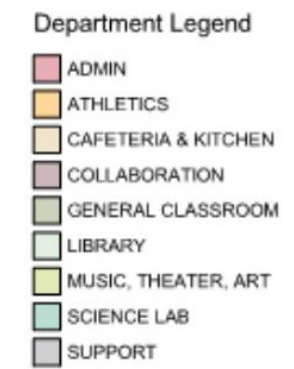 Department Legend
ADMIN
ATHLETICS
CAFETERIA & KITCHEN
COLLABORATION
GENERAL CLASSROOM
LIBRARY
MUSIC, THEATER, ART
SCIENCE LAB
SUPPORT